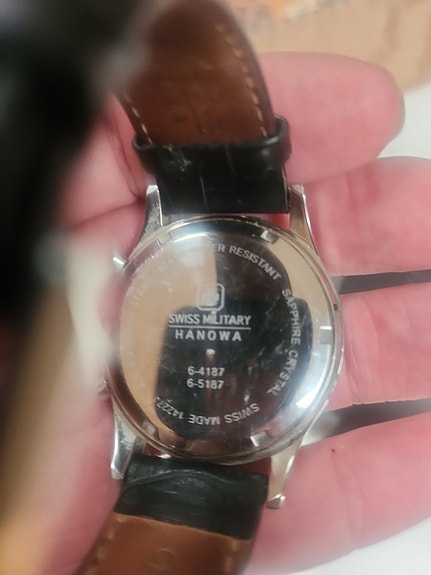 SWISS MILITARY
HANOWA
6-4187
6-5187
RESISTANT
SAPPHIRE CRYSTAL
SWISS MADE